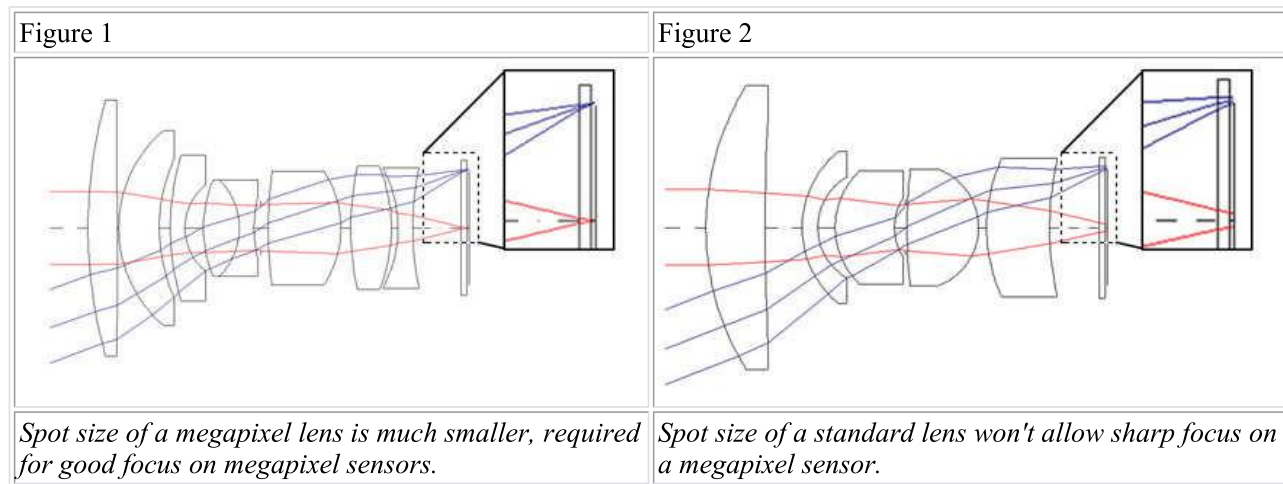 Figure 1
Figure 2
Spot size of a megapixel lens is much smaller, required
for good focus on megapixel sensors.
Spot size of a standard lens won't allow sharp focus on
a megapixel sensor.